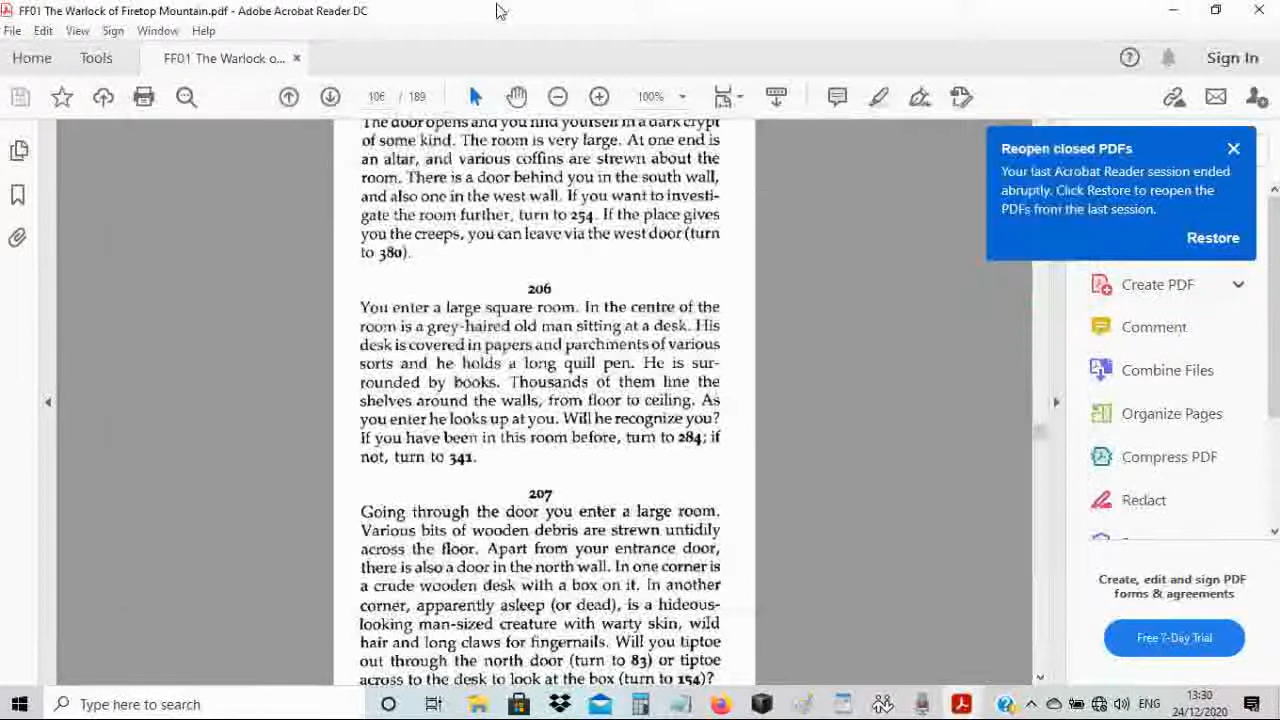 FF01 The Warlock of Firetop Mountain.pdf - Adobe Acrobat Reader DC
File Edit View Sign Window Help
Home Tools FF01 The Warlock o... × Sign In
106 / 189 100%
The door opens and you find yourself in a dark crypt
of some kind. The room is very large. At one end is
an altar, and various coffins are strewn about the
room. There is a door behind you in the south wall,
and also one in the west wall. If you want to investi-
gate the room further, turn to 254. If the place gives
you the creeps, you can leave via the west door (turn
to 380).
206
You enter a large square room. In the centre of the
room is a grey-haired old man sitting at a desk. His
desk is covered in papers and parchments of various
sorts and he holds a long quill pen. He is sur-
rounded by books. Thousands of them line the
shelves around the walls, from floor to ceiling. As
you enter he looks up at you. Will he recognize you?
If you have been in this room before, turn to 284; if
not, turn to 341.
207
Going through the door you enter a large room.
Various bits of wooden debris are strewn untidily
across the floor. Apart from your entrance door,
there is also a door in the north wall. In one corner is
a crude wooden desk with a box on it. In another
corner, apparently asleep (or dead), is a hideous-
looking man-sized creature with warty skin, wild
hair and long claws for fingernails. Will you tiptoe
out through the north door (turn to 83) or tiptoe
across to the desk to look at the box (turn to 154)?
Reopen closed PDFs
Your last Acrobat Reader session ended
abruptly. Click Restore to reopen the
PDFs from the last session.
Restore
Create PDF
Comment
Combine Files
Organize Pages
Compress PDF
Redact
Create, edit and sign PDF
forms & agreements
Free 7-Day Trial
Type here to search
ENG
13:30
24/12/2020